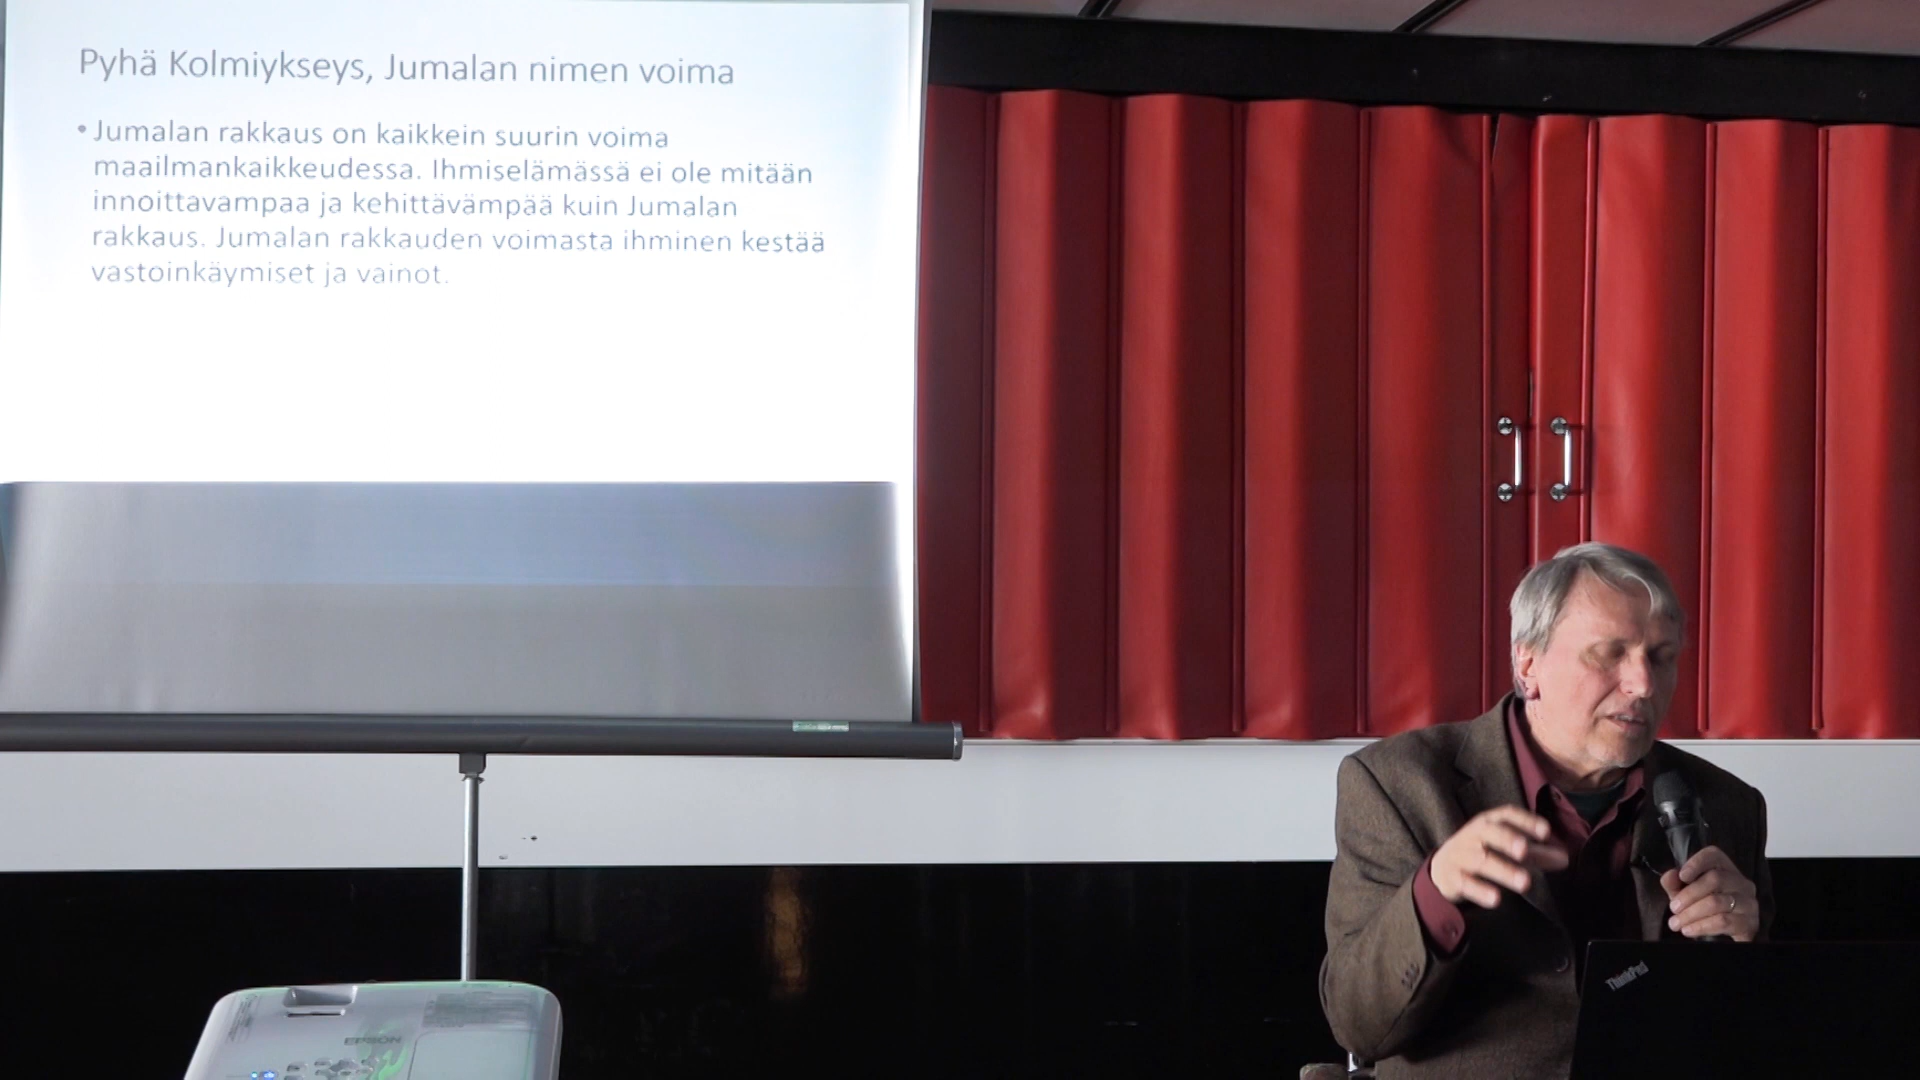 Pyhä Kolmiykseys, Jumalan nimen voima
• Jumalan rakkaus on kaikkein suurin voima
maailmankaikkeudessa. Ihmiselämässä ei ole mitään
innoittavampaa ja kehittävämpää kuin Jumalan
rakkaus. Jumalan rakkauden voimasta ihminen kestää
vastoinkäymiset ja vainot.
ThinkPad
EPSON